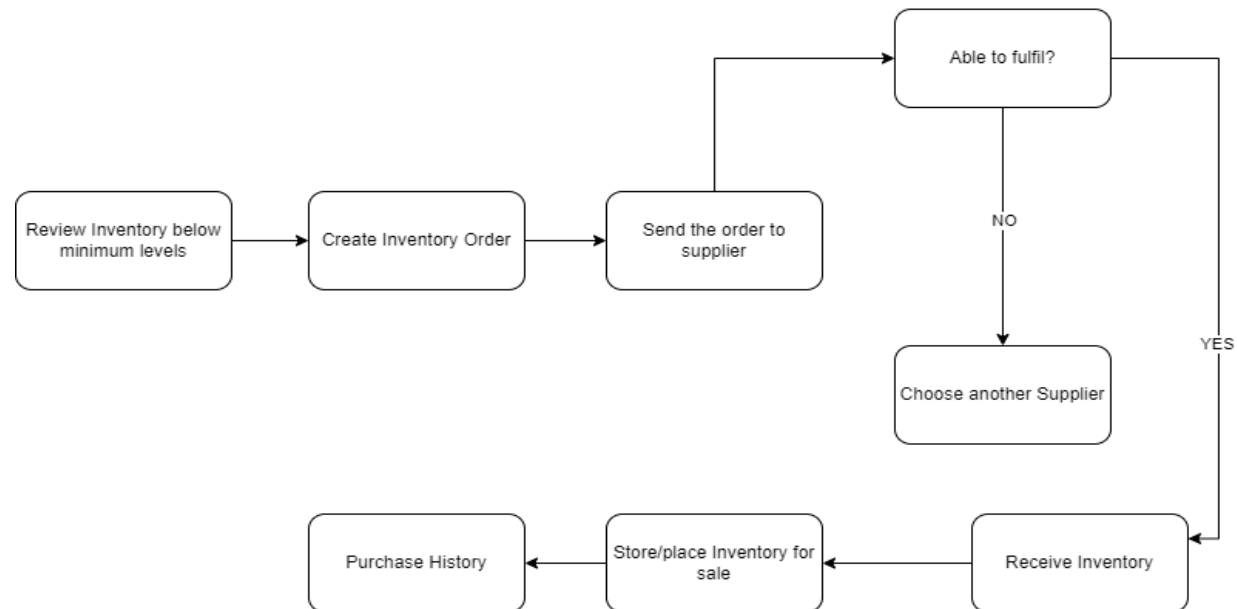 Able to fulfil?
Review Inventory below
minimum levels
Create Inventory Order
Send the order to
supplier
NO
YES
Choose another Supplier
Purchase History
Store/place Inventory for
sale
Receive Inventory